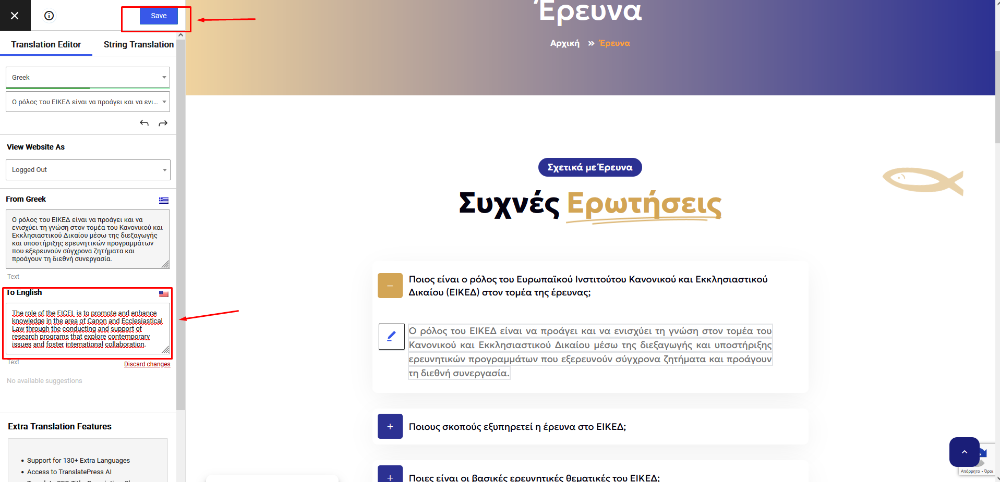 Save
Translation Editor
String Translation
Greek
Ο ρόλος του ΕΙΚΕΔ είναι να προάγει και να ενι...
View Website As
Logged Out
From Greek
Ο ρόλος του ΕΙΚΕΔ είναι να προάγει και να
ενισχύει τη γνώση στον τομέα του Κανονικού και
Εκκλησιαστικού Δικαίου μέσω της διεξαγωγής
και υποστήριξης ερευνητικών προγραμμάτων
που εξερευνούν σύγχρονα ζητήματα και
προάγουν τη διεθνή συνεργασία.
Text
To English
The role of the EICEL is to promote and enhance
knowledge in the area of Canon and Ecclesiastical
Law through the conducting and support of
research programs that explore contemporary
issues and foster international collaboration.
Text
Discard changes
No available suggestions
Extra Translation Features
• Support for 130+ Extra Languages
• Access to TranslatePress AI
Έρευνα
Αρχική » Έρευνα
Σχετικά με Έρευνα
Συχνές Ερωτήσεις
Ποιος είναι ο ρόλος του Ευρωπαϊκού Ινστιτούτου Κανονικού και Εκκλησιαστικού
Δικαίου (ΕΙΚΕΔ) στον τομέα της έρευνας;
Ο ρόλος του ΕΙΚΕΔ είναι να προάγει και να ενισχύει τη γνώση στον τομέα του
Κανονικού και Εκκλησιαστικού Δικαίου μέσω της διεξαγωγής και υποστήριξης
ερευνητικών προγραμμάτων που εξερευνούν σύγχρονα ζητήματα και προάγουν
τη διεθνή συνεργασία.
Ποιους σκοπούς εξυπηρετεί η έρευνα στο ΕΙΚΕΔ;
Ποιες είναι οι βασικές ερευνητικές θεματικές του ΕΙΚΕΔ;
Απόρρητο - Όροι